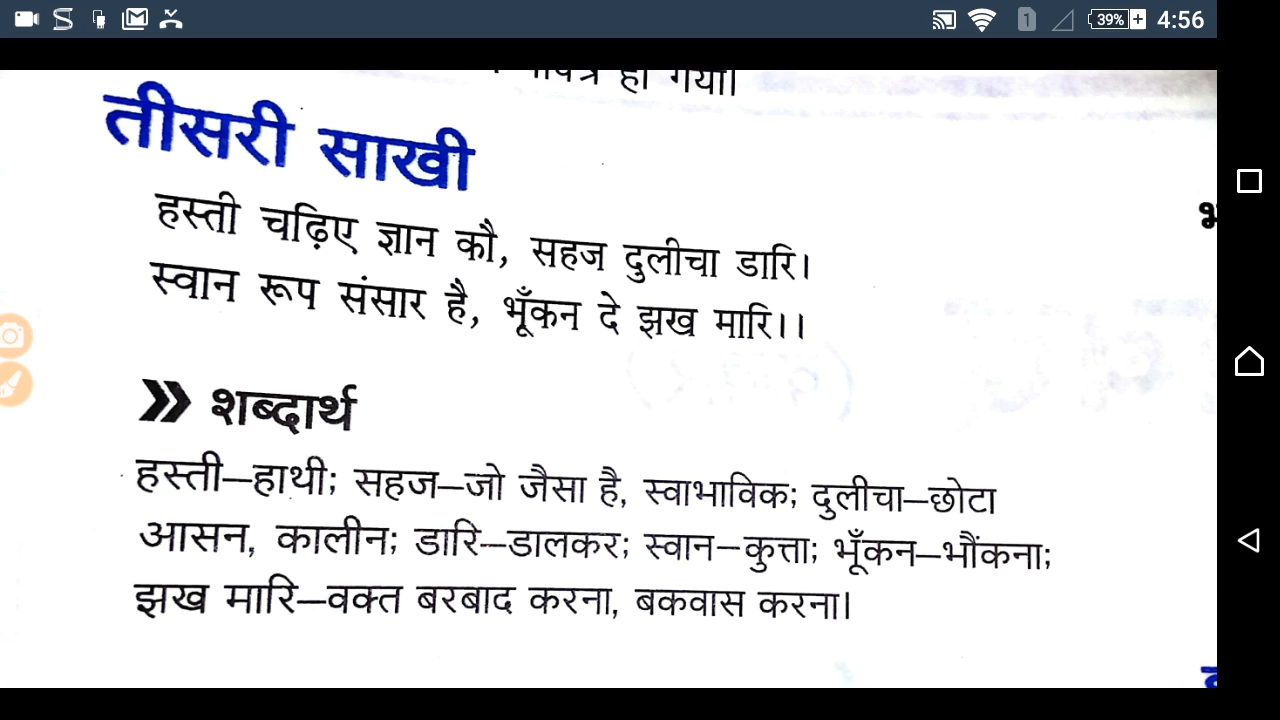 39% 4:56
हो गया।
तीसरी साखी
हस्ती चढ़िए ज्ञान कौ, सहज दुलीचा डारि।
स्वान रूप संसार है, भूँकन दे झख मारि।।
» शब्दार्थ
हस्ती—हाथी; सहज—जो जैसा है, स्वाभाविक; दुलीचा—छोटा
आसन, कालीन; डारि—डालकर; स्वान—कुत्ता; भूँकन—भौंकना;
झख मारि—वक्त बरबाद करना, बकवास करना।